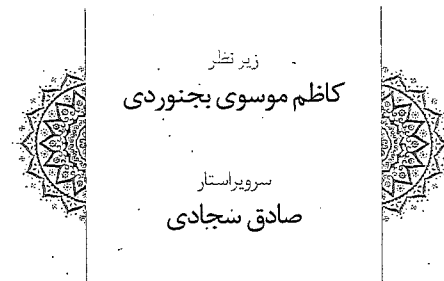 زیر نظر
کاظم موسوی بجنوردی
سرویراستار
صادق سجادی